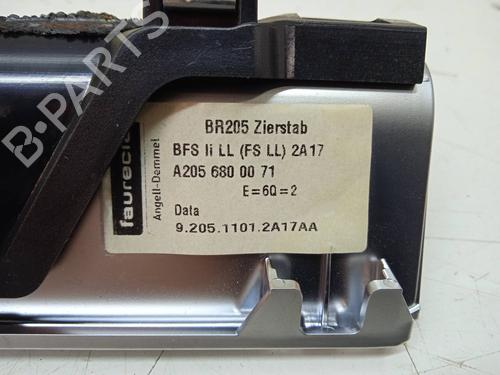 faurecia
Angell-Demmel
BR205 Zierstab
BFS li LL (FS LL) 2A17
A205 680 00 71
E=6Q=2
Data
9.205.1101.2A17AA
B-PARTS